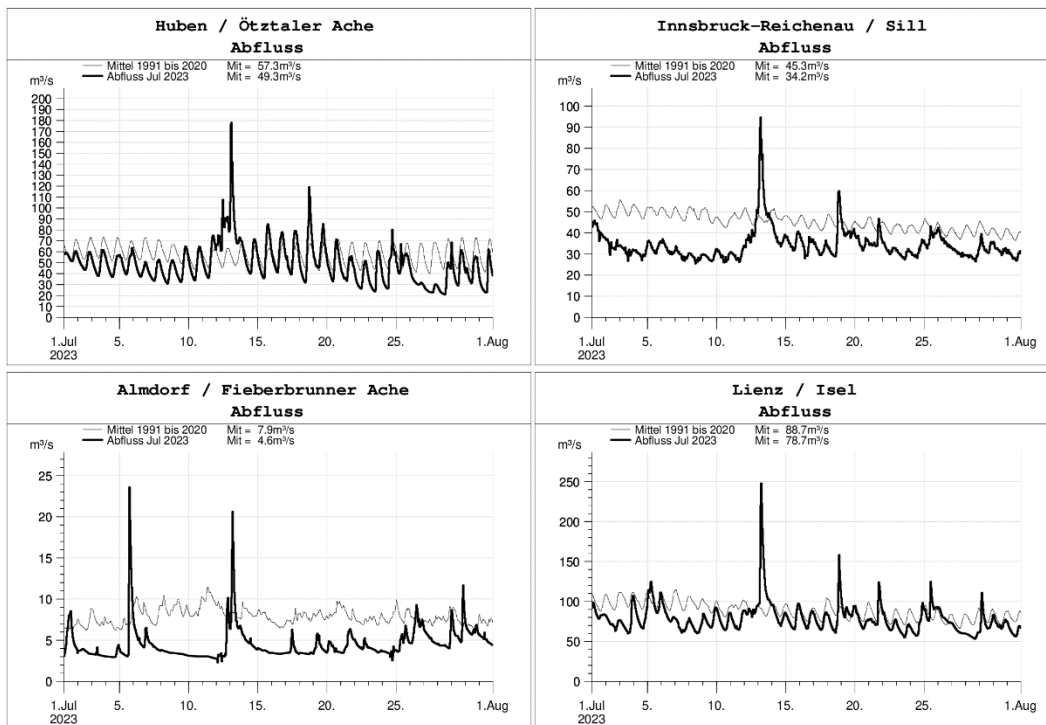 Huben / Ötztaler Ache
Abfluss
Mittel 1991 bis 2020 Mit = 57.3m³/s
Abfluss Jul 2023 Mit = 49.3m³/s
m³/s
200
190
180
170
160
150
140
130
120
110
100
90
80
70
60
50
40
30
20
10
0
1.Jul 5. 10. 15. 20. 25. 1.Aug
2023
Innsbruck-Reichenau / Sill
Abfluss
Mittel 1991 bis 2020 Mit = 45.3m³/s
Abfluss Jul 2023 Mit = 34.2m³/s
m³/s
100
90
80
70
60
50
40
30
20
10
0
1.Jul 5. 10. 15. 20. 25. 1.Aug
2023
Almdorf / Fieberbrunner Ache
Abfluss
Mittel 1991 bis 2020 Mit = 7.9m³/s
Abfluss Jul 2023 Mit = 4.6m³/s
m³/s
25
20
15
10
5
0
1.Jul 5. 10. 15. 20. 25. 1.Aug
2023
Lienz / Isel
Abfluss
Mittel 1991 bis 2020 Mit = 88.7m³/s
Abfluss Jul 2023 Mit = 78.7m³/s
m³/s
250
200
150
100
50
0
1.Jul 5. 10. 15. 20. 25. 1.Aug
2023